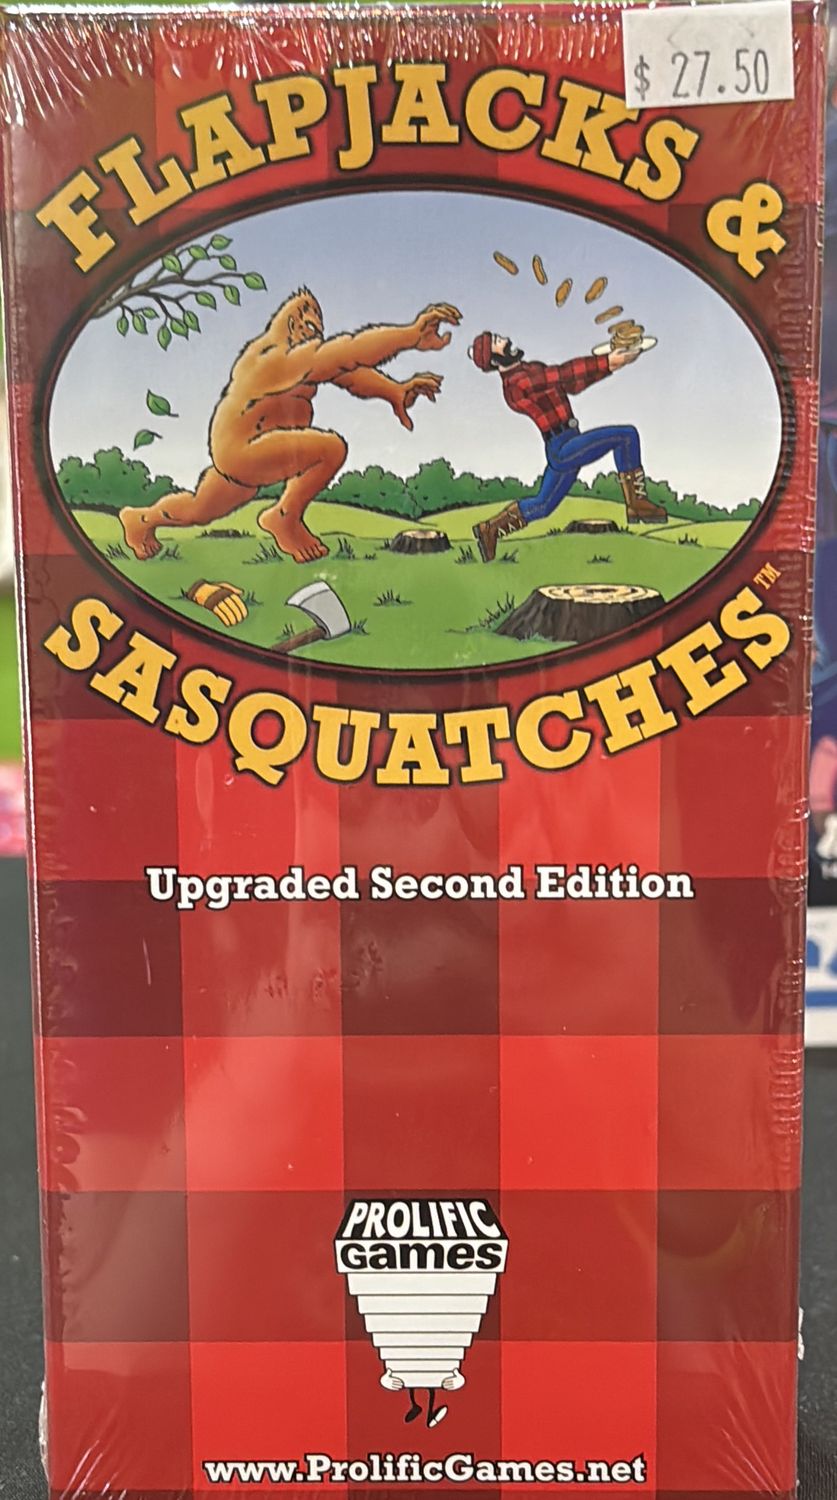 $ 27.50
FLAPJACKS &
SASQUATCHES™
Upgraded Second Edition
PROLIFIC
Games
www.ProlificGames.net